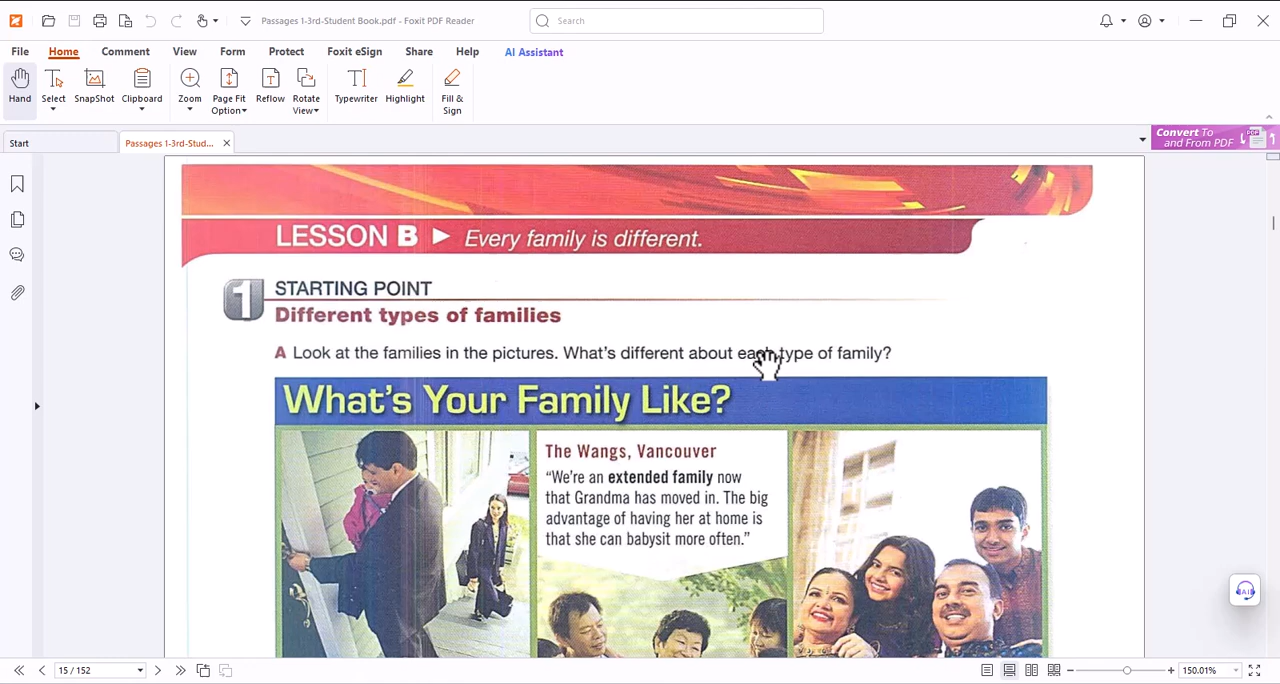 Passages 1-3rd-Student Book.pdf - Foxit PDF Reader
Search
File Home Comment View Form Protect Foxit eSign Share Help AI Assistant
Hand Select SnapShot Clipboard Zoom Page Fit Option Reflow Rotate View Typewriter Highlight Fill & Sign
Start
Passages 1-3rd-Stud...
Convert To
and From PDF
PDF
LESSON B ► Every family is different.
1 STARTING POINT
Different types of families
A Look at the families in the pictures. What's different about each type of family?
What's Your Family Like?
The Wangs, Vancouver
"We're an extended family now
that Grandma has moved in. The big
advantage of having her at home is
that she can babysit more often."
15 / 152
150.01%